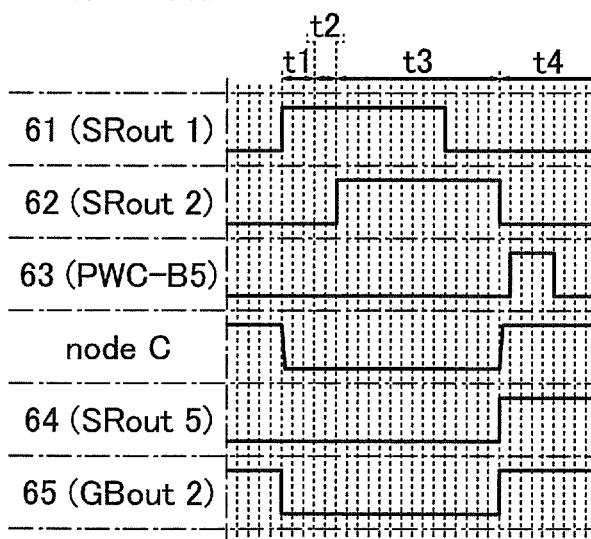 t2
t1 t3 t4
61 (SRout 1)
62 (SRout 2)
63 (PWC-B5)
node C
64 (SRout 5)
65 (GBout 2)